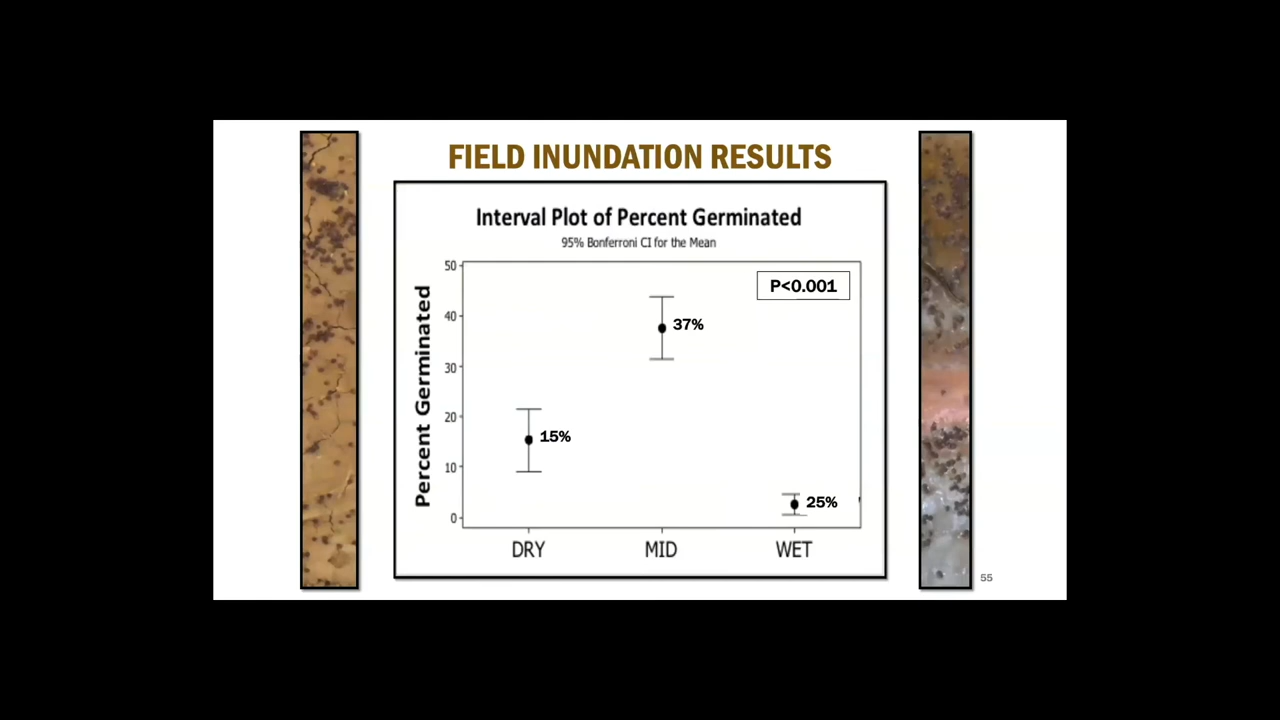 FIELD INUNDATION RESULTS
Interval Plot of Percent Germinated
95% Bonferroni CI for the Mean
P<0.001
Percent Germinated
50
40
30
20
10
0
37%
15%
25%
DRY MID WET
55